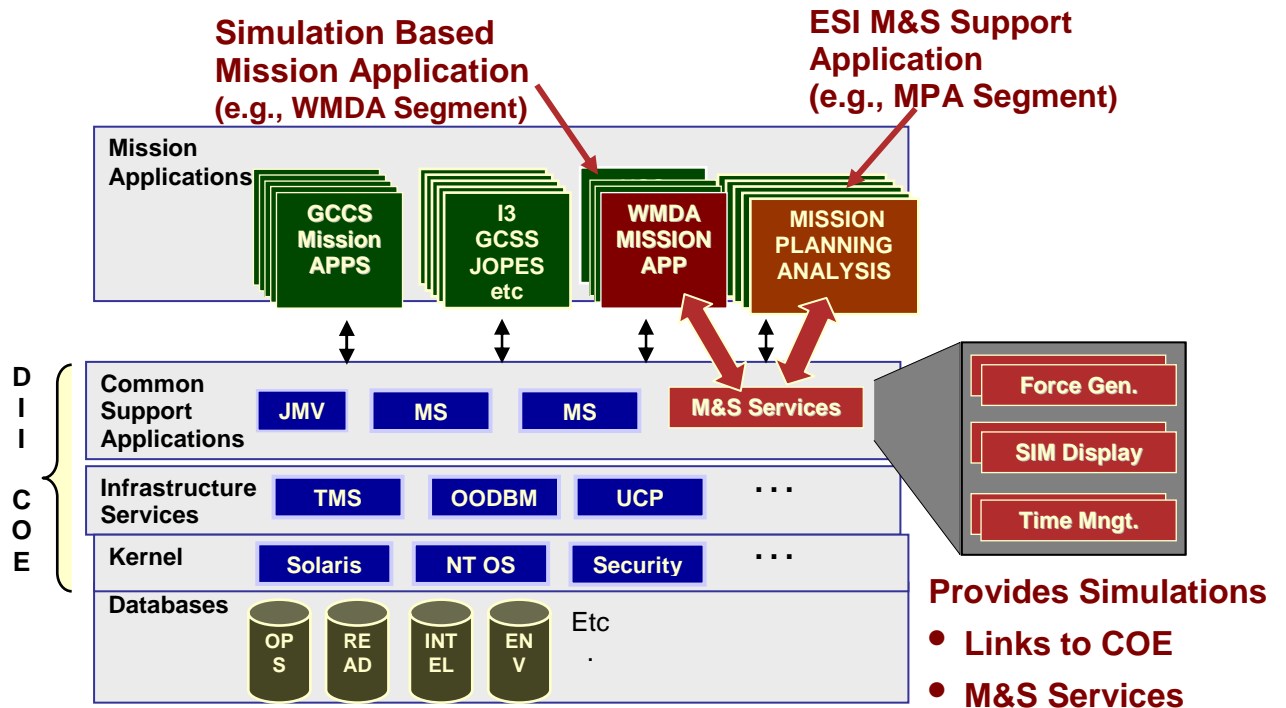 Simulation Based
Mission Application
(e.g., WMDA Segment)
ESI M&S Support
Application
(e.g., MPA Segment)
Mission
Applications
GCCS
Mission
APPS
I3
GCSS
JOPES
etc
WMDA
MISSION
APP
MISSION
PLANNING
ANALYSIS
D
I
I
C
O
E
Common
Support
Applications
JMV
MS
MS
M&S Services
Force Gen.
SIM Display
Time Mngt.
Infrastructure
Services
TMS
OODBM
UCP
...
Kernel
Solaris
NT OS
Security
...
Databases
OP
S
RE
AD
INT
EL
EN
V
Etc
.
Provides Simulations
• Links to COE
• M&S Services